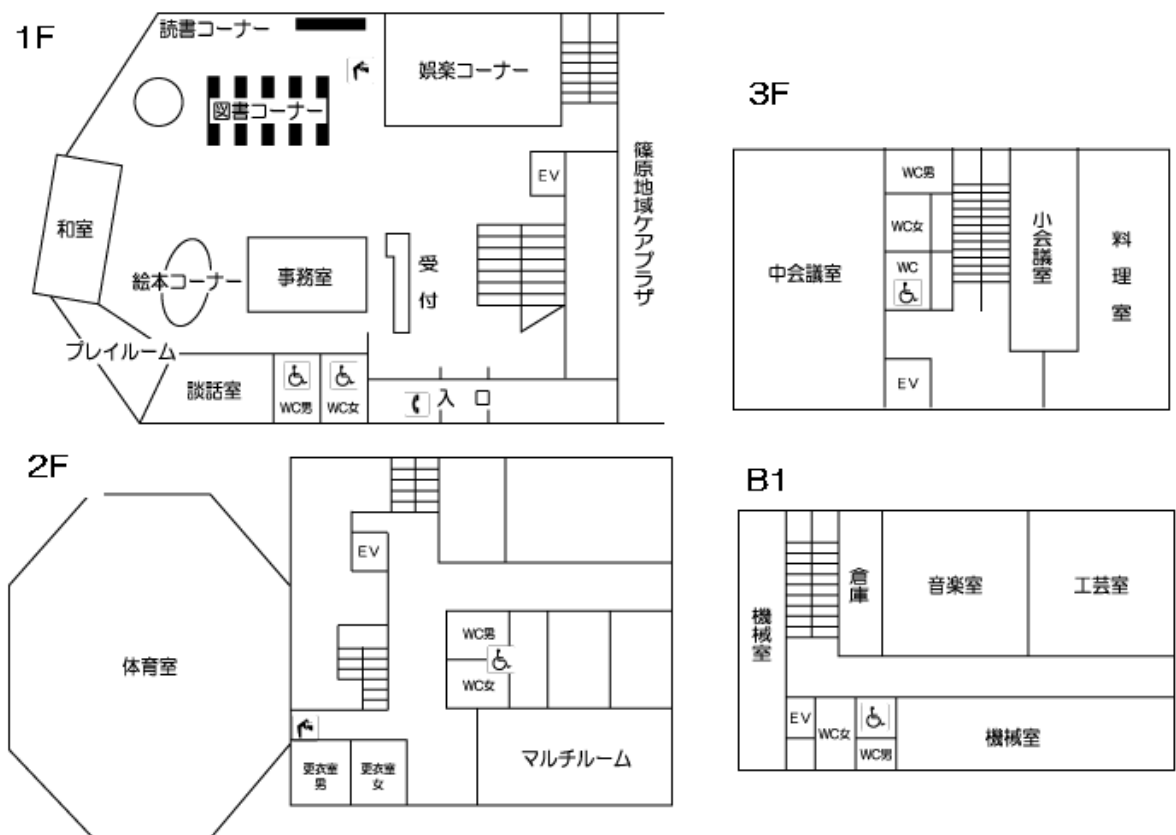 1F
読書コーナー
娯楽コーナー
図書コーナー
EV
篠原地域ケアプラザ
和室
絵本コーナー
事務室
受付
プレイルーム
談話室
WC男
WC女
入口
3F
WC男
WC女
WC
中会議室
小会議室
料理室
EV
2F
EV
体育室
WC男
WC女
マルチルーム
更衣室
男
更衣室
女
B1
機械室
倉庫
音楽室
工芸室
EV
WC女
WC男
機械室